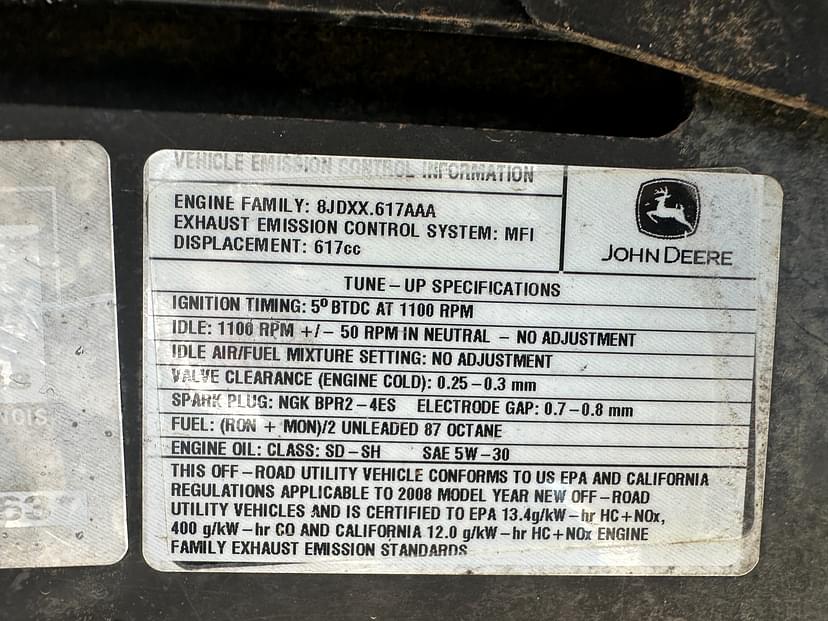 VEHICLE EMISSION CONTROL INFORMATION
ENGINE FAMILY: 8JDXX.617AAA
EXHAUST EMISSION CONTROL SYSTEM: MFI
DISPLACEMENT: 617cc
JOHN DEERE
TUNE-UP SPECIFICATIONS
IGNITION TIMING: 5º BTDC AT 1100 RPM
IDLE: 1100 RPM +/- 50 RPM IN NEUTRAL - NO ADJUSTMENT
IDLE AIR/FUEL MIXTURE SETTING: NO ADJUSTMENT
VALVE CLEARANCE (ENGINE COLD): 0.25-0.3 mm
SPARK PLUG: NGK BPR2-4ES ELECTRODE GAP: 0.7-0.8 mm
FUEL: (RON + MON)/2 UNLEADED 87 OCTANE
ENGINE OIL: CLASS: SD-SH SAE 5W-30
THIS OFF-ROAD UTILITY VEHICLE CONFORMS TO US EPA AND CALIFORNIA
REGULATIONS APPLICABLE TO 2008 MODEL YEAR NEW OFF-ROAD
UTILITY VEHICLES AND IS CERTIFIED TO EPA 13.4g/kW-hr HC+NOx,
400 g/kW-hr CO AND CALIFORNIA 12.0 g/kW-hr HC+NOx ENGINE
FAMILY EXHAUST EMISSION STANDARDS